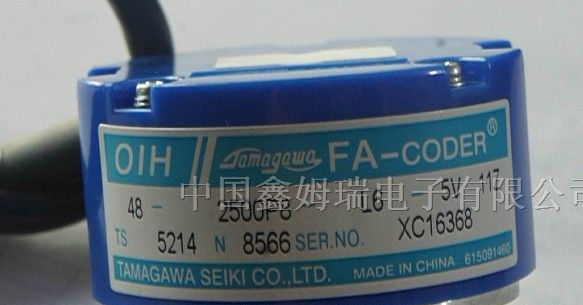 OIH Tamagawa FA-CODER®
48 - 2500P8 - L6 - 5V
TS 5214 N 8566 SER.NO. XC16368
TAMAGAWA SEIKI CO.,LTD. MADE IN CHINA 615091460
中国鑫姆瑞电子有限公司